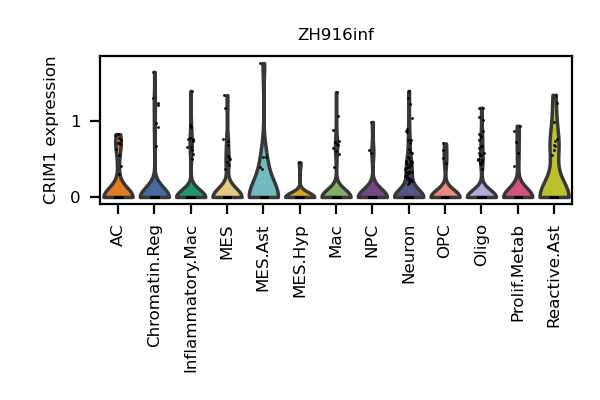 ZH916inf
CRIM1 expression
1
0
AC
Chromatin.Reg
Inflammatory.Mac
MES
MES.Ast
MES.Hyp
Mac
NPC
Neuron
OPC
Oligo
Prolif.Metab
Reactive.Ast